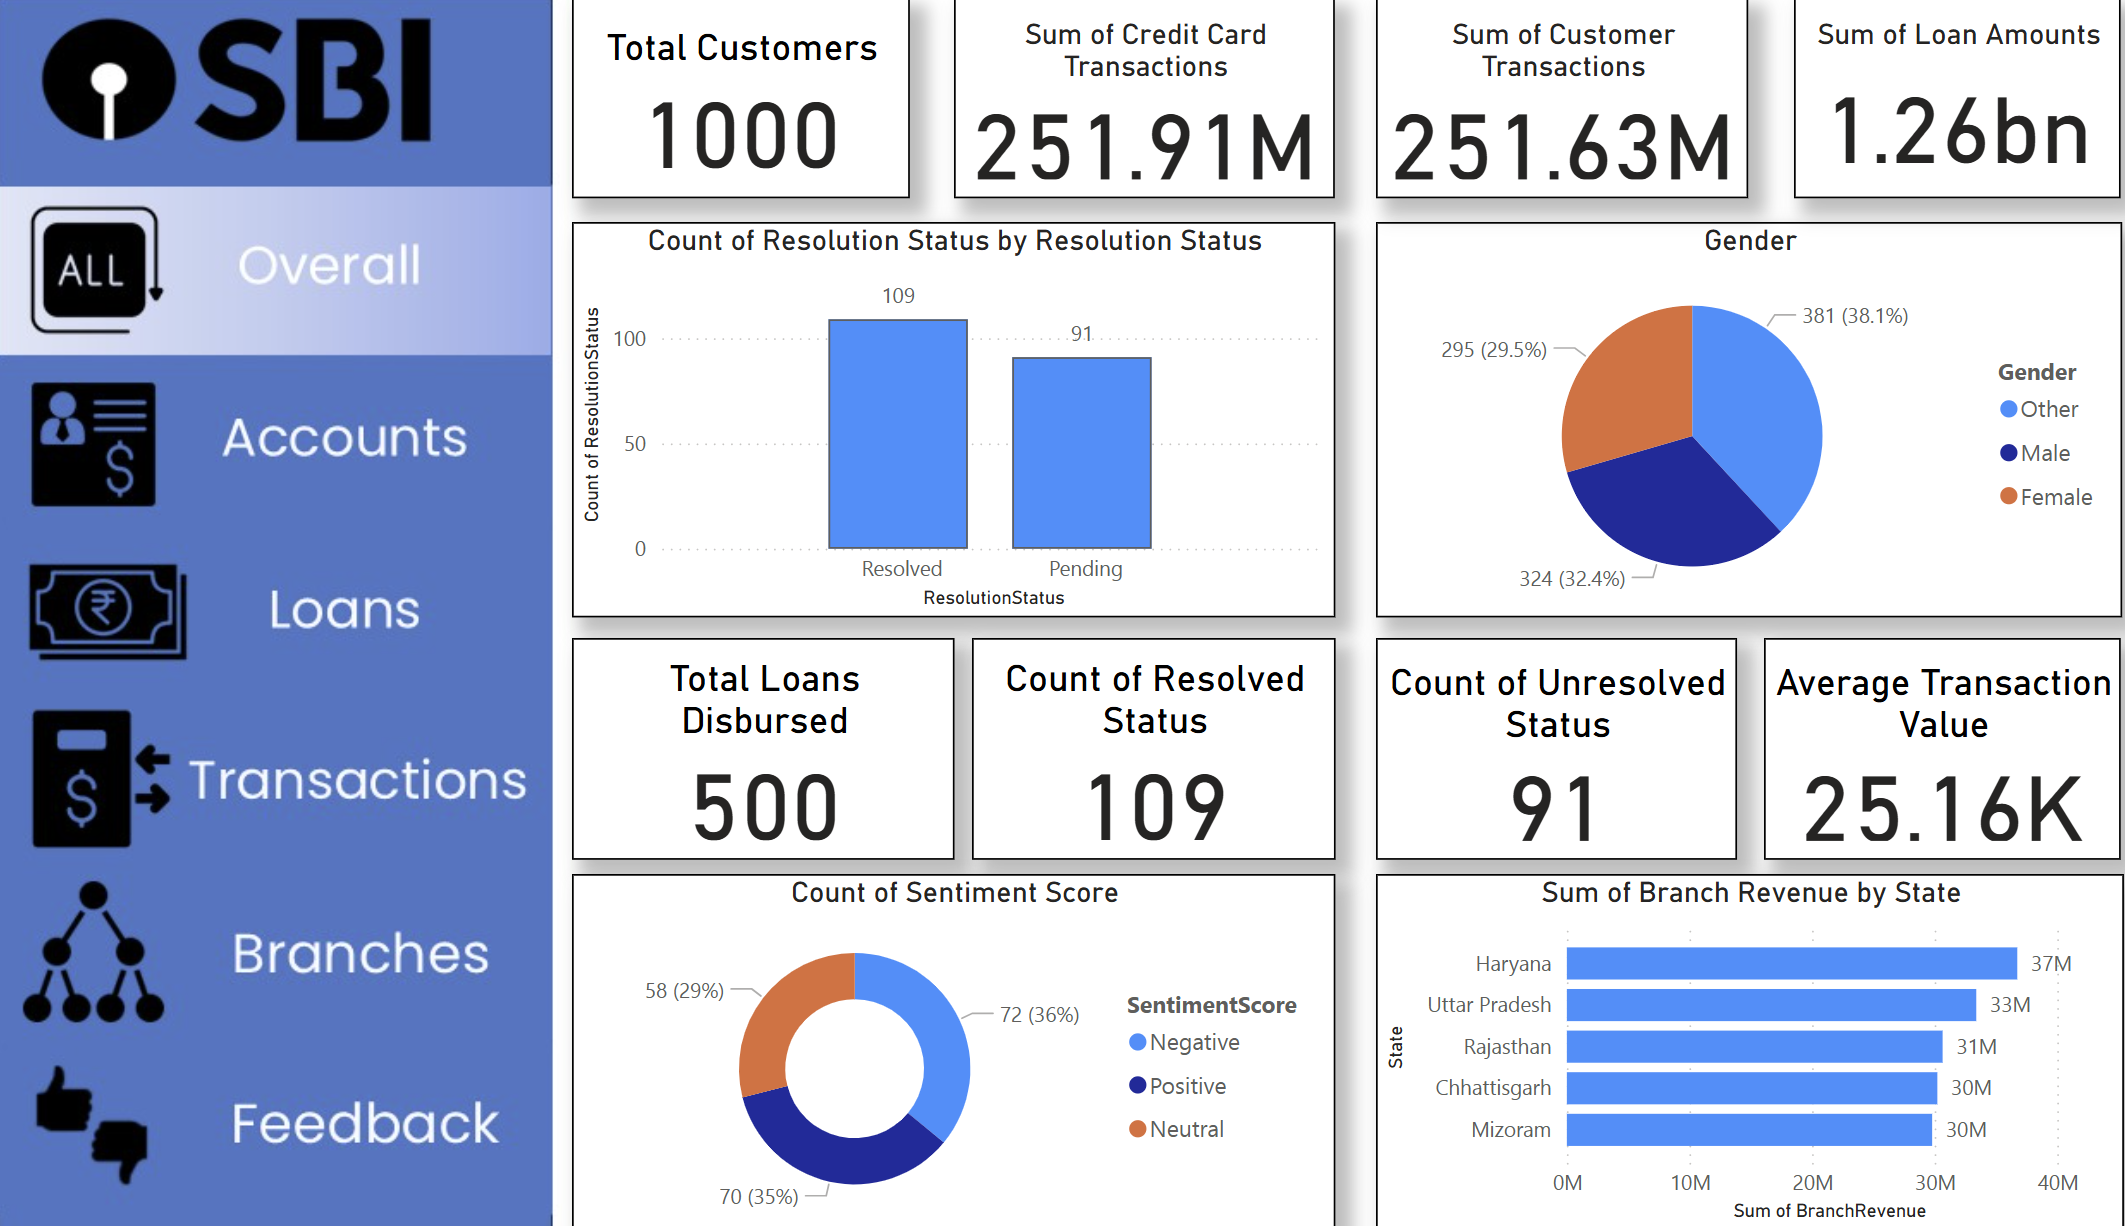 SBI
ALL
Overall
Accounts
Loans
Transactions
Branches
Feedback
Total Customers
1000
Sum of Credit Card
Transactions
251.91M
Sum of Customer
Transactions
251.63M
Sum of Loan Amounts
1.26bn
Count of Resolution Status by Resolution Status
Count of ResolutionStatus
100
50
0
109
91
Resolved
Pending
ResolutionStatus
Gender
381 (38.1%)
295 (29.5%)
324 (32.4%)
Gender
Other
Male
Female
Total Loans
Disbursed
500
Count of Resolved
Status
109
Count of Unresolved
Status
91
Average Transaction
Value
25.16K
Count of Sentiment Score
58 (29%)
72 (36%)
70 (35%)
SentimentScore
Negative
Positive
Neutral
Sum of Branch Revenue by State
State
Haryana 37M
Uttar Pradesh 33M
Rajasthan 31M
Chhattisgarh 30M
Mizoram 30M
0M 10M 20M 30M 40M
Sum of BranchRevenue